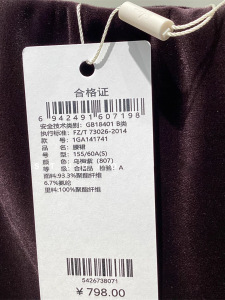 合格证
6942491607198
安全技术类别: GB18401 B类
执行标准: FZ/T 73026-2014
款 号: 1GA141741
品 名: 腰裙
号 型: 155/60A(S)
颜 色: 乌梅紫 (807)
等 级: 合格品 检验: A
面料:93.3%聚酯纤维
6.7%氨纶
里料:100%聚酯纤维
5426738071
¥798.00